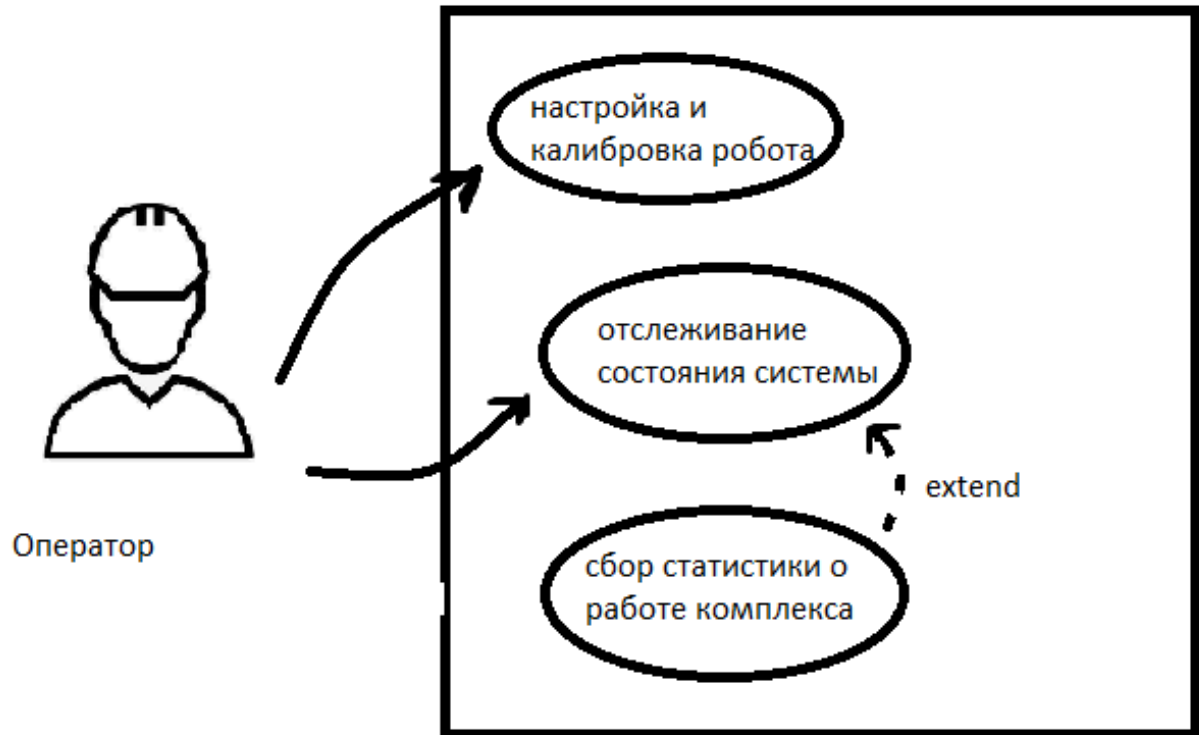 настройка и
калибровка робота
отслеживание
состояния системы
extend
Оператор
сбор статистики о
работе комплекса